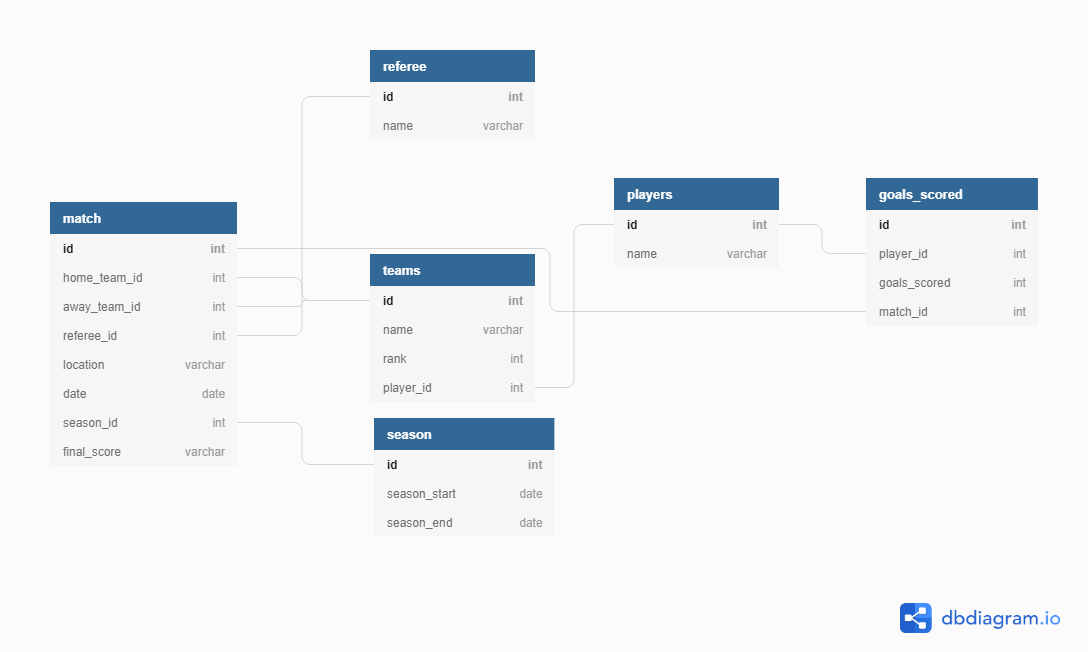 referee
id int
name varchar
match
id int
home_team_id int
away_team_id int
referee_id int
location varchar
date date
season_id int
final_score varchar
teams
id int
name varchar
rank int
player_id int
season
id int
season_start date
season_end date
players
id int
name varchar
goals_scored
id int
player_id int
goals_scored int
match_id int
dbdiagram.io